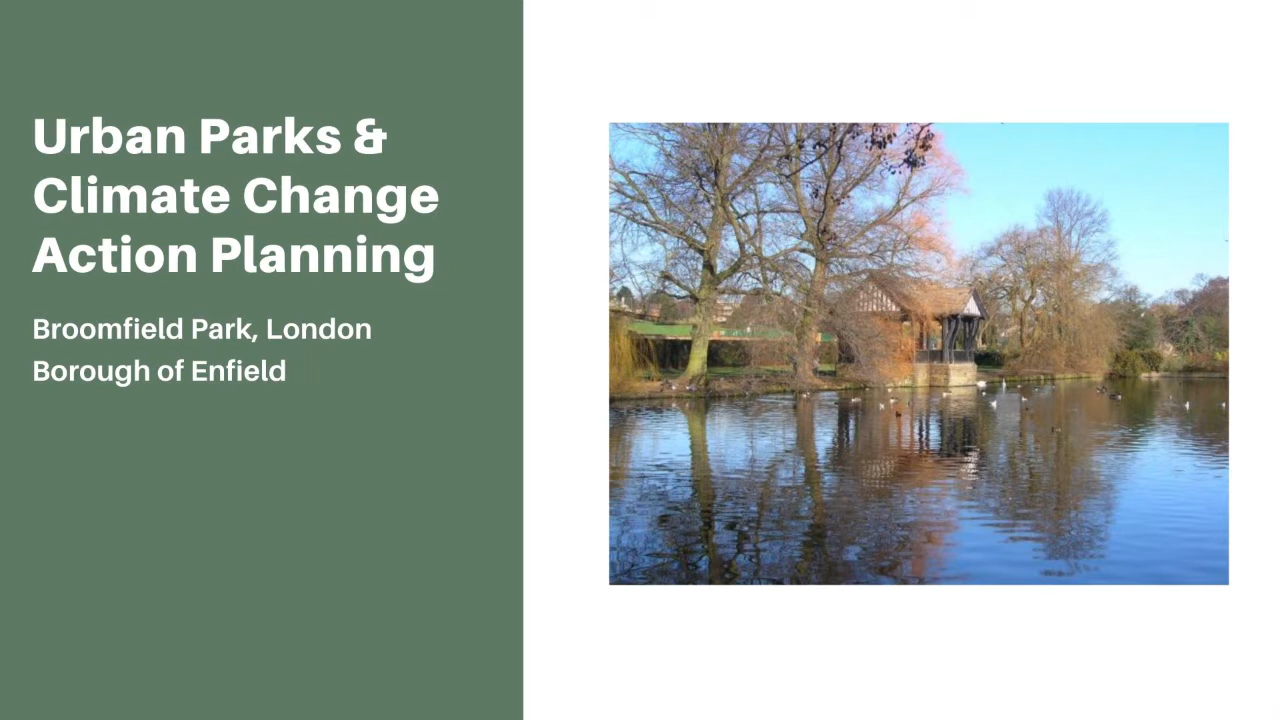 Urban Parks &
Climate Change
Action Planning
Broomfield Park, London
Borough of Enfield